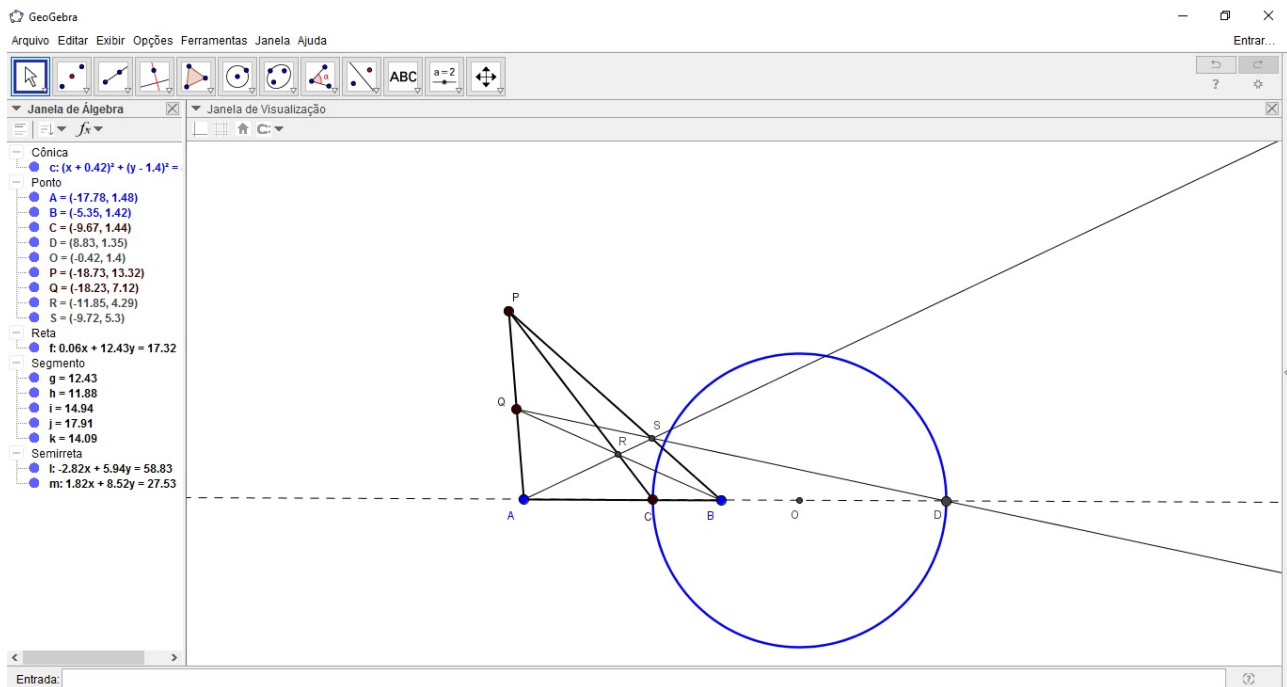 GeoGebra
Arquivo Editar Exibir Opções Ferramentas Janela Ajuda
Entrar...
ABC
a=2
Janela de Álgebra
Janela de Visualização
fx
Cônica
c: (x + 0.42)² + (y - 1.4)² =
Ponto
A = (-17.78, 1.48)
B = (-5.35, 1.42)
C = (-9.67, 1.44)
D = (8.83, 1.35)
O = (-0.42, 1.4)
P = (-18.73, 13.32)
Q = (-18.23, 7.12)
R = (-11.85, 4.29)
S = (-9.72, 5.3)
Reta
f: 0.06x + 12.43y = 17.32
Segmento
g = 12.43
h = 11.88
i = 14.94
j = 17.91
k = 14.09
Semirreta
l: -2.82x + 5.94y = 58.83
m: 1.82x + 8.52y = 27.53
P
Q
S
R
A
C
B
O
D
Entrada: